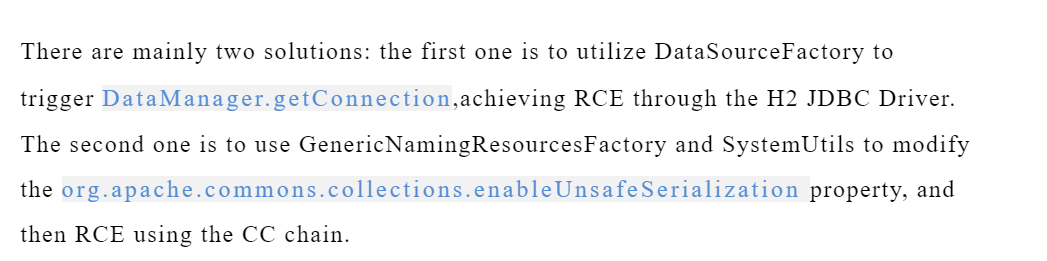 There are mainly two solutions: the first one is to utilize DataSourceFactory to
trigger DataManager.getConnection,achieving RCE through the H2 JDBC Driver.
The second one is to use GenericNamingResourcesFactory and SystemUtils to modify
the org.apache.commons.collections.enableUnsafeSerialization property, and
then RCE using the CC chain.